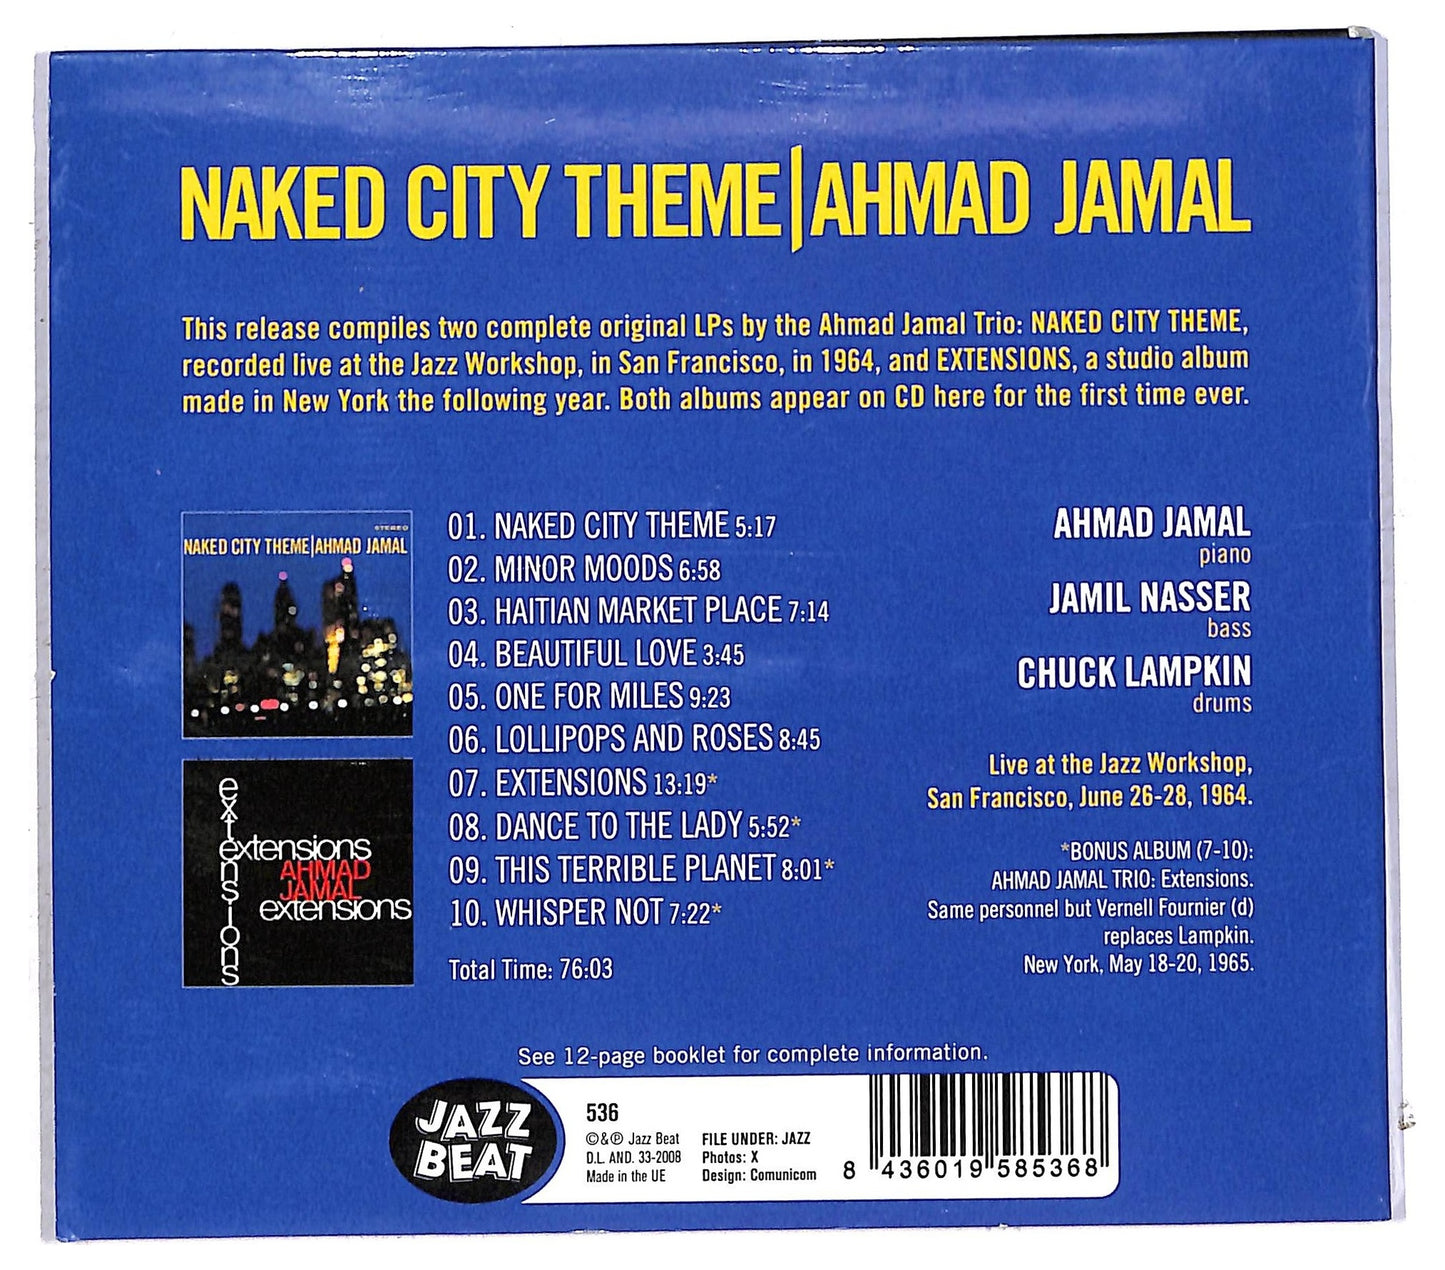 NAKED CITY THEME|AHMAD JAMAL
This release compiles two complete original LPs by the Ahmad Jamal Trio: NAKED CITY THEME,
recorded live at the Jazz Workshop, in San Francisco, in 1964, and EXTENSIONS, a studio album
made in New York the following year. Both albums appear on CD here for the first time ever.
STEREO
NAKED CITY THEME|AHMAD JAMAL
extensions
extensions
AHMAD
JAMAL
extensions
01. NAKED CITY THEME 5:17
02. MINOR MOODS 6:58
03. HAITIAN MARKET PLACE 7:14
04. BEAUTIFUL LOVE 3:45
05. ONE FOR MILES 9:23
06. LOLLIPOPS AND ROSES 8:45
07. EXTENSIONS 13:19*
08. DANCE TO THE LADY 5:52*
09. THIS TERRIBLE PLANET 8:01*
10. WHISPER NOT 7:22*
Total Time: 76:03
AHMAD JAMAL
piano
JAMIL NASSER
bass
CHUCK LAMPKIN
drums
Live at the Jazz Workshop,
San Francisco, June 26-28, 1964.
*BONUS ALBUM (7-10):
AHMAD JAMAL TRIO: Extensions.
Same personnel but Vernell Fournier (d)
replaces Lampkin.
New York, May 18-20, 1965.
See 12-page booklet for complete information.
JAZZ
BEAT
536
©&℗ Jazz Beat
D.L. AND. 33-2008
Made in the UE
FILE UNDER: JAZZ
Photos: X
Design: Comunicom
8 436019 585368